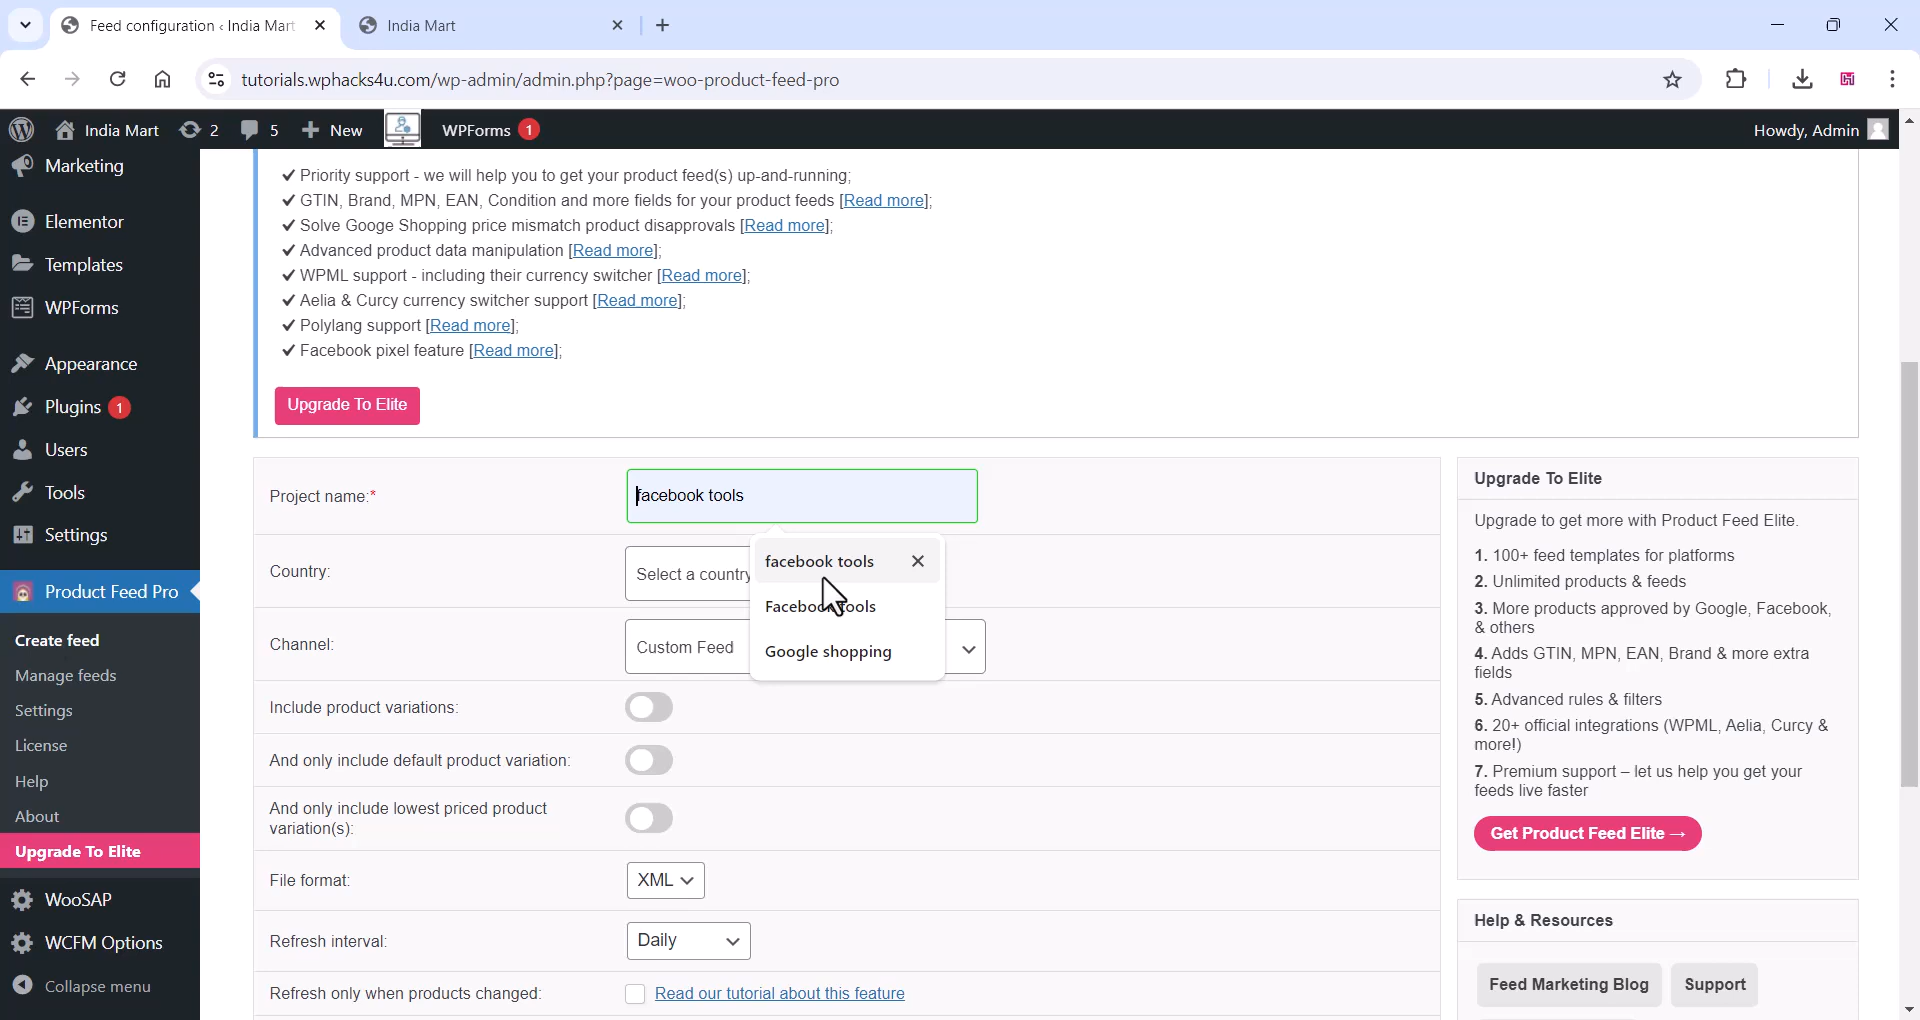 Feed configuration ‹ India Mart
India Mart
tutorials.wphacks4u.com/wp-admin/admin.php?page=woo-product-feed-pro
India Mart
2
5
New
WPForms 1
Howdy, Admin
Marketing
Elementor
Templates
WPForms
Appearance
Plugins 1
Users
Tools
Settings
Product Feed Pro
Create feed
Manage feeds
Settings
License
Help
About
Upgrade To Elite
WooSAP
WCFM Options
Collapse menu
✔ Priority support - we will help you to get your product feed(s) up-and-running;
✔ GTIN, Brand, MPN, EAN, Condition and more fields for your product feeds [Read more];
✔ Solve Googe Shopping price mismatch product disapprovals [Read more];
✔ Advanced product data manipulation [Read more];
✔ WPML support - including their currency switcher [Read more];
✔ Aelia & Curcy currency switcher support [Read more];
✔ Polylang support [Read more];
✔ Facebook pixel feature [Read more];
Upgrade To Elite
Project name:*
facebook tools
facebook tools
Facebook tools
Google shopping
Country:
Select a country
Channel:
Custom Feed
Include product variations:
And only include default product variation:
And only include lowest priced product
variation(s):
File format:
XML
Refresh interval:
Daily
Refresh only when products changed:
Read our tutorial about this feature
Upgrade To Elite
Upgrade to get more with Product Feed Elite.
1. 100+ feed templates for platforms
2. Unlimited products & feeds
3. More products approved by Google, Facebook,
& others
4. Adds GTIN, MPN, EAN, Brand & more extra
fields
5. Advanced rules & filters
6. 20+ official integrations (WPML, Aelia, Curcy &
more!)
7. Premium support – let us help you get your
feeds live faster
Get Product Feed Elite →
Help & Resources
Feed Marketing Blog
Support